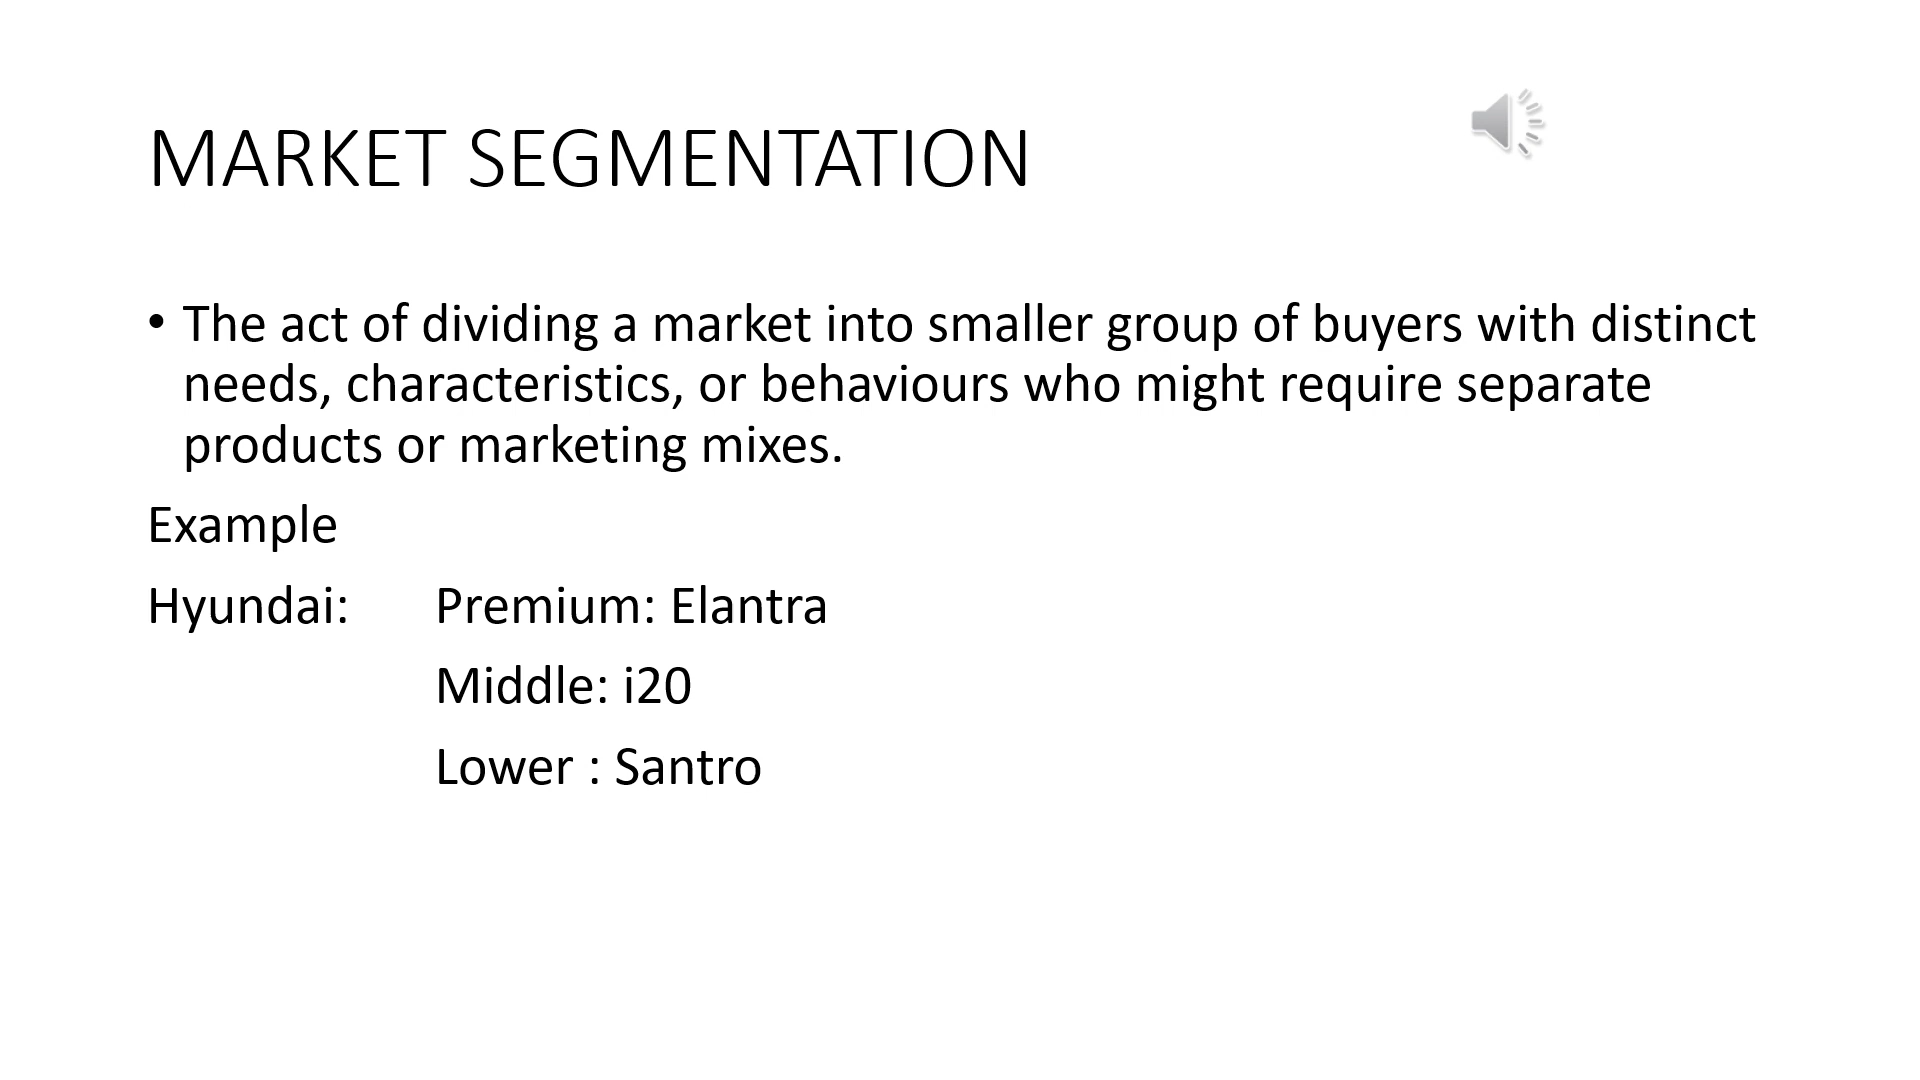 MARKET SEGMENTATION
• The act of dividing a market into smaller group of buyers with distinct
needs, characteristics, or behaviours who might require separate
products or marketing mixes.
Example
Hyundai: Premium: Elantra
Middle: i20
Lower : Santro